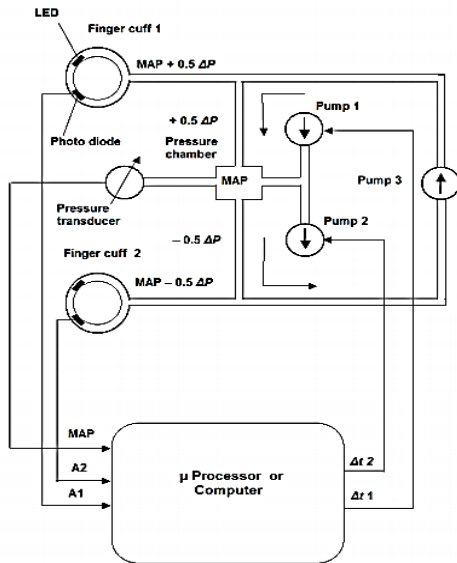 LED
Finger cuff 1
MAP + 0.5 ΔP
+ 0.5 ΔP
Pump 1
Photo diode
Pressure
chamber
MAP
Pump 3
Pressure
transducer
Pump 2
– 0.5 ΔP
Finger cuff 2
MAP – 0.5 ΔP
MAP
A2
A1
μ Processor or
Computer
Δt 2
Δt 1